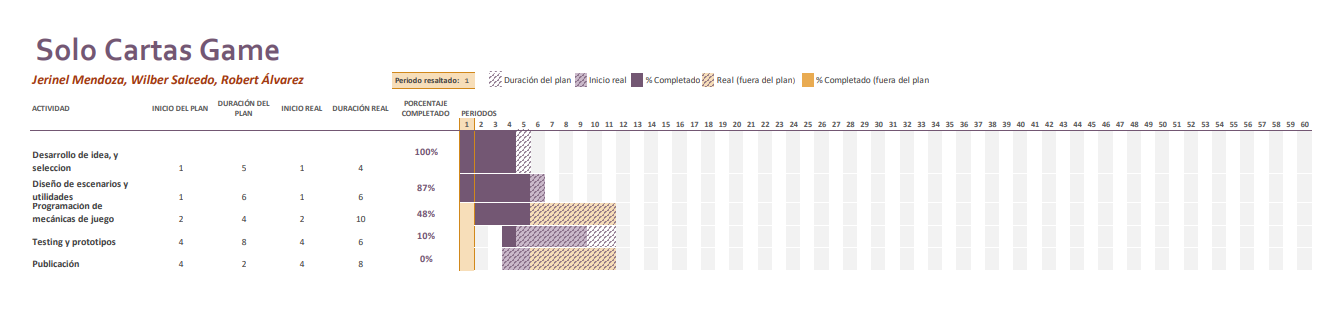 Solo Cartas Game
Jerinel Mendoza, Wilber Salcedo, Robert Álvarez
Periodo resaltado: 1
Duración del plan Inicio real % Completado Real (fuera del plan) % Completado (fuera del plan
ACTIVIDAD INICIO DEL PLAN DURACIÓN DEL PLAN INICIO REAL DURACIÓN REAL PORCENTAJE COMPLETADO PERIODOS
1 2 3 4 5 6 7 8 9 10 11 12 13 14 15 16 17 18 19 20 21 22 23 24 25 26 27 28 29 30 31 32 33 34 35 36 37 38 39 40 41 42 43 44 45 46 47 48 49 50 51 52 53 54 55 56 57 58 59 60
Desarrollo de idea, y
seleccion 1 5 1 4 100%
Diseño de escenarios y
utilidades 1 6 1 6 87%
Programación de
mecánicas de juego 2 4 2 10 48%
Testing y prototipos 4 8 4 6 10%
Publicación 4 2 4 8 0%